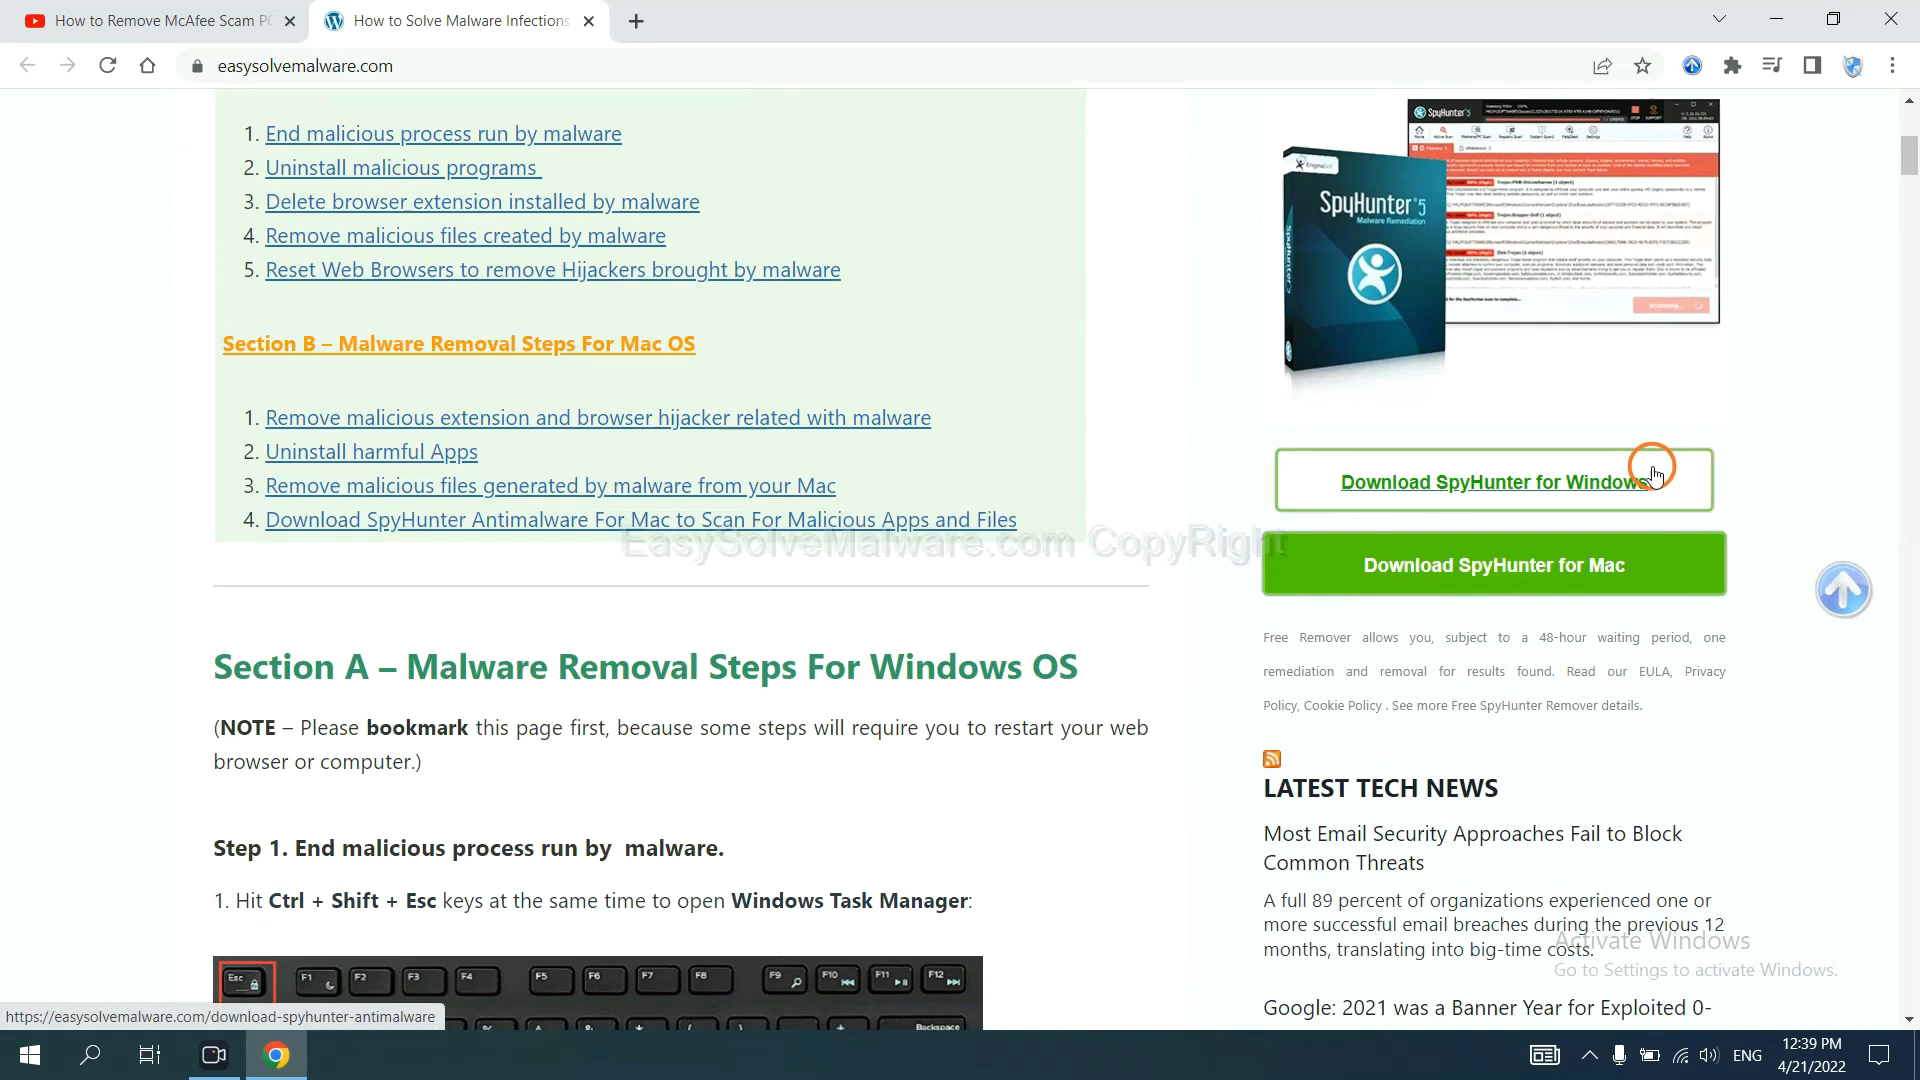 How to Remove McAfee Scam P
How to Solve Malware Infections
easysolvemalware.com
1. End malicious process run by malware
2. Uninstall malicious programs
3. Delete browser extension installed by malware
4. Remove malicious files created by malware
5. Reset Web Browsers to remove Hijackers brought by malware
Section B – Malware Removal Steps For Mac OS
1. Remove malicious extension and browser hijacker related with malware
2. Uninstall harmful Apps
3. Remove malicious files generated by malware from your Mac
4. Download SpyHunter Antimalware For Mac to Scan For Malicious Apps and Files
EasySolveMalware.com CopyRight
Section A – Malware Removal Steps For Windows OS
(NOTE – Please bookmark this page first, because some steps will require you to restart your web
browser or computer.)
Step 1. End malicious process run by malware.
1. Hit Ctrl + Shift + Esc keys at the same time to open Windows Task Manager:
Esc F1 F2 F3 F4 F5 F6 F7 F8 F9 F10 F11 F12
Backspace
SpyHunter 5
EnigmaSoft
SpyHunter 5
Malware Remediation
SpyHunter
Download SpyHunter for Windows
Download SpyHunter for Mac
Free Remover allows you, subject to a 48-hour waiting period, one
remediation and removal for results found. Read our EULA, Privacy
Policy, Cookie Policy . See more Free SpyHunter Remover details.
LATEST TECH NEWS
Most Email Security Approaches Fail to Block
Common Threats
A full 89 percent of organizations experienced one or
more successful email breaches during the previous 12
months, translating into big-time costs.
Google: 2021 was a Banner Year for Exploited 0-
Activate Windows
Go to Settings to activate Windows.
https://easysolvemalware.com/download-spyhunter-antimalware
ENG
12:39 PM
4/21/2022